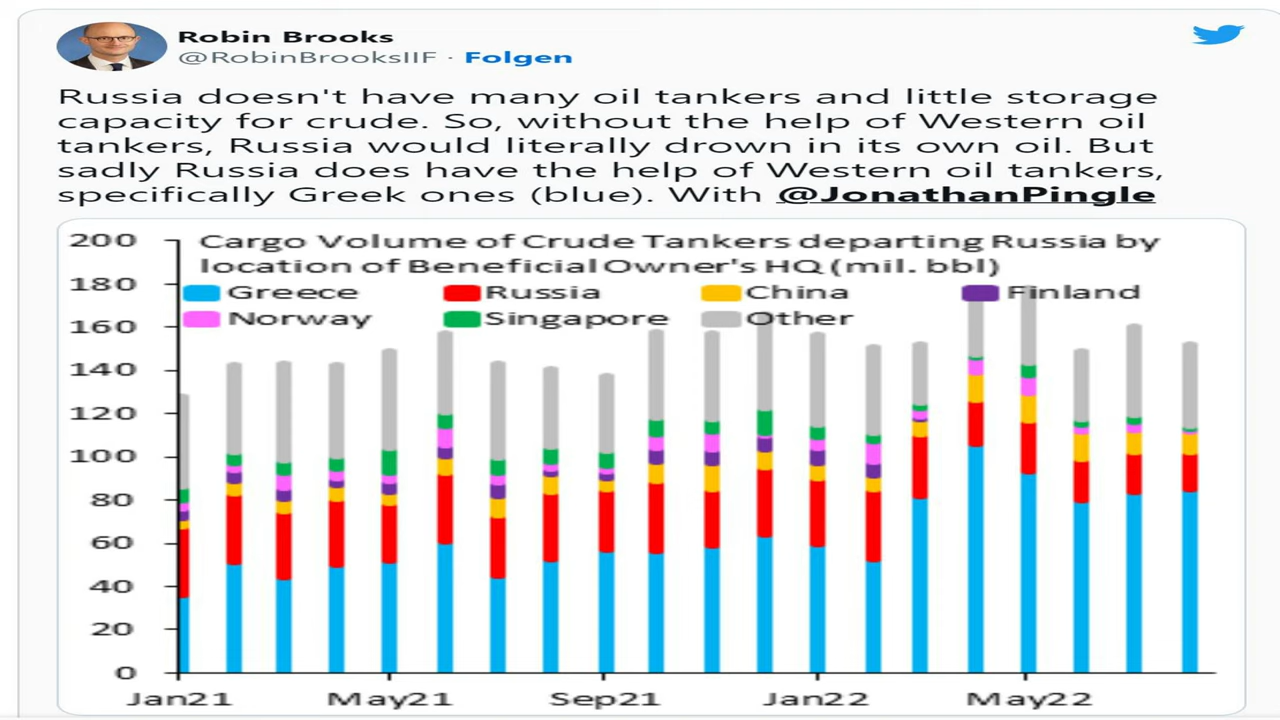 Robin Brooks
@RobinBrooksIIF · Folgen
Russia doesn't have many oil tankers and little storage
capacity for crude. So, without the help of Western oil
tankers, Russia would literally drown in its own oil. But
sadly Russia does have the help of Western oil tankers,
specifically Greek ones (blue). With @JonathanPingle
Cargo Volume of Crude Tankers departing Russia by
location of Beneficial Owner's HQ (mil. bbl)
Greece Russia China Finland
Norway Singapore Other
200
180
160
140
120
100
80
60
40
20
0
Jan21 May21 Sep21 Jan22 May22